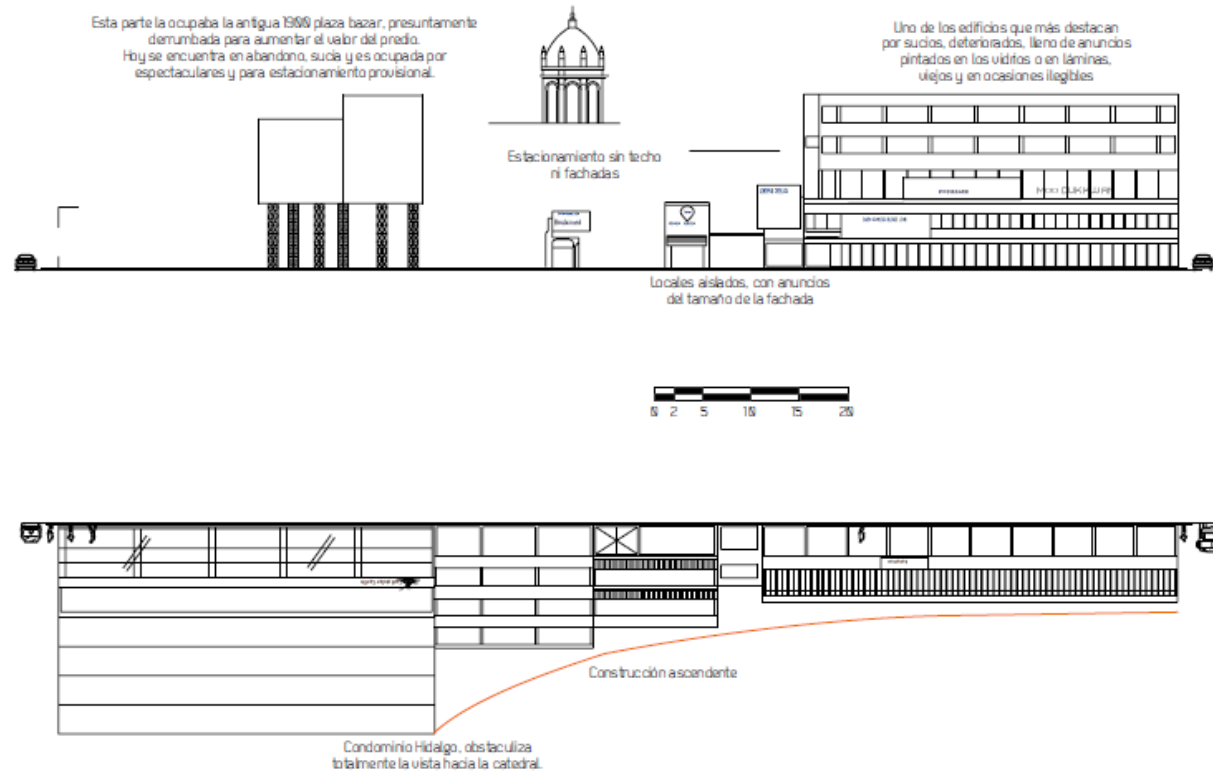 Esta parte la ocupaba la antigua 1900 plaza bazar, presuntamente
derrumbada para aumentar el valor del predio.
Hoy se encuentra en abandono, sucia y es ocupada por
espectaculares y para estacionamiento provisional.
Uno de los edificios que más destacan
por sucios, deteriorados, lleno de anuncios
pintados en los vidrios o en láminas,
viejos y en ocasiones ilegibles
Estacionamiento sin techo
ni fachadas
MOO DUK KWAN
Locales aislados, con anuncios
del tamaño de la fachada
0 2 5 10 15 20
Construcción ascendente
Condominio Hidalgo, obstaculiza
totalmente la vista hacia la catedral.